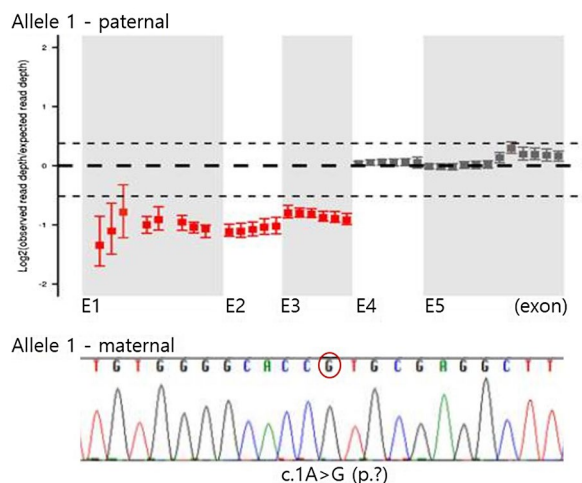 Allele 1 - paternal
Log2(observed read depth/expected read depth)
2
1
0
-1
-2
E1 E2 E3 E4 E5 (exon)
Allele 1 - maternal
T G T G G G G C A C C G T G C G A G G C T T
c.1A>G (p.?)